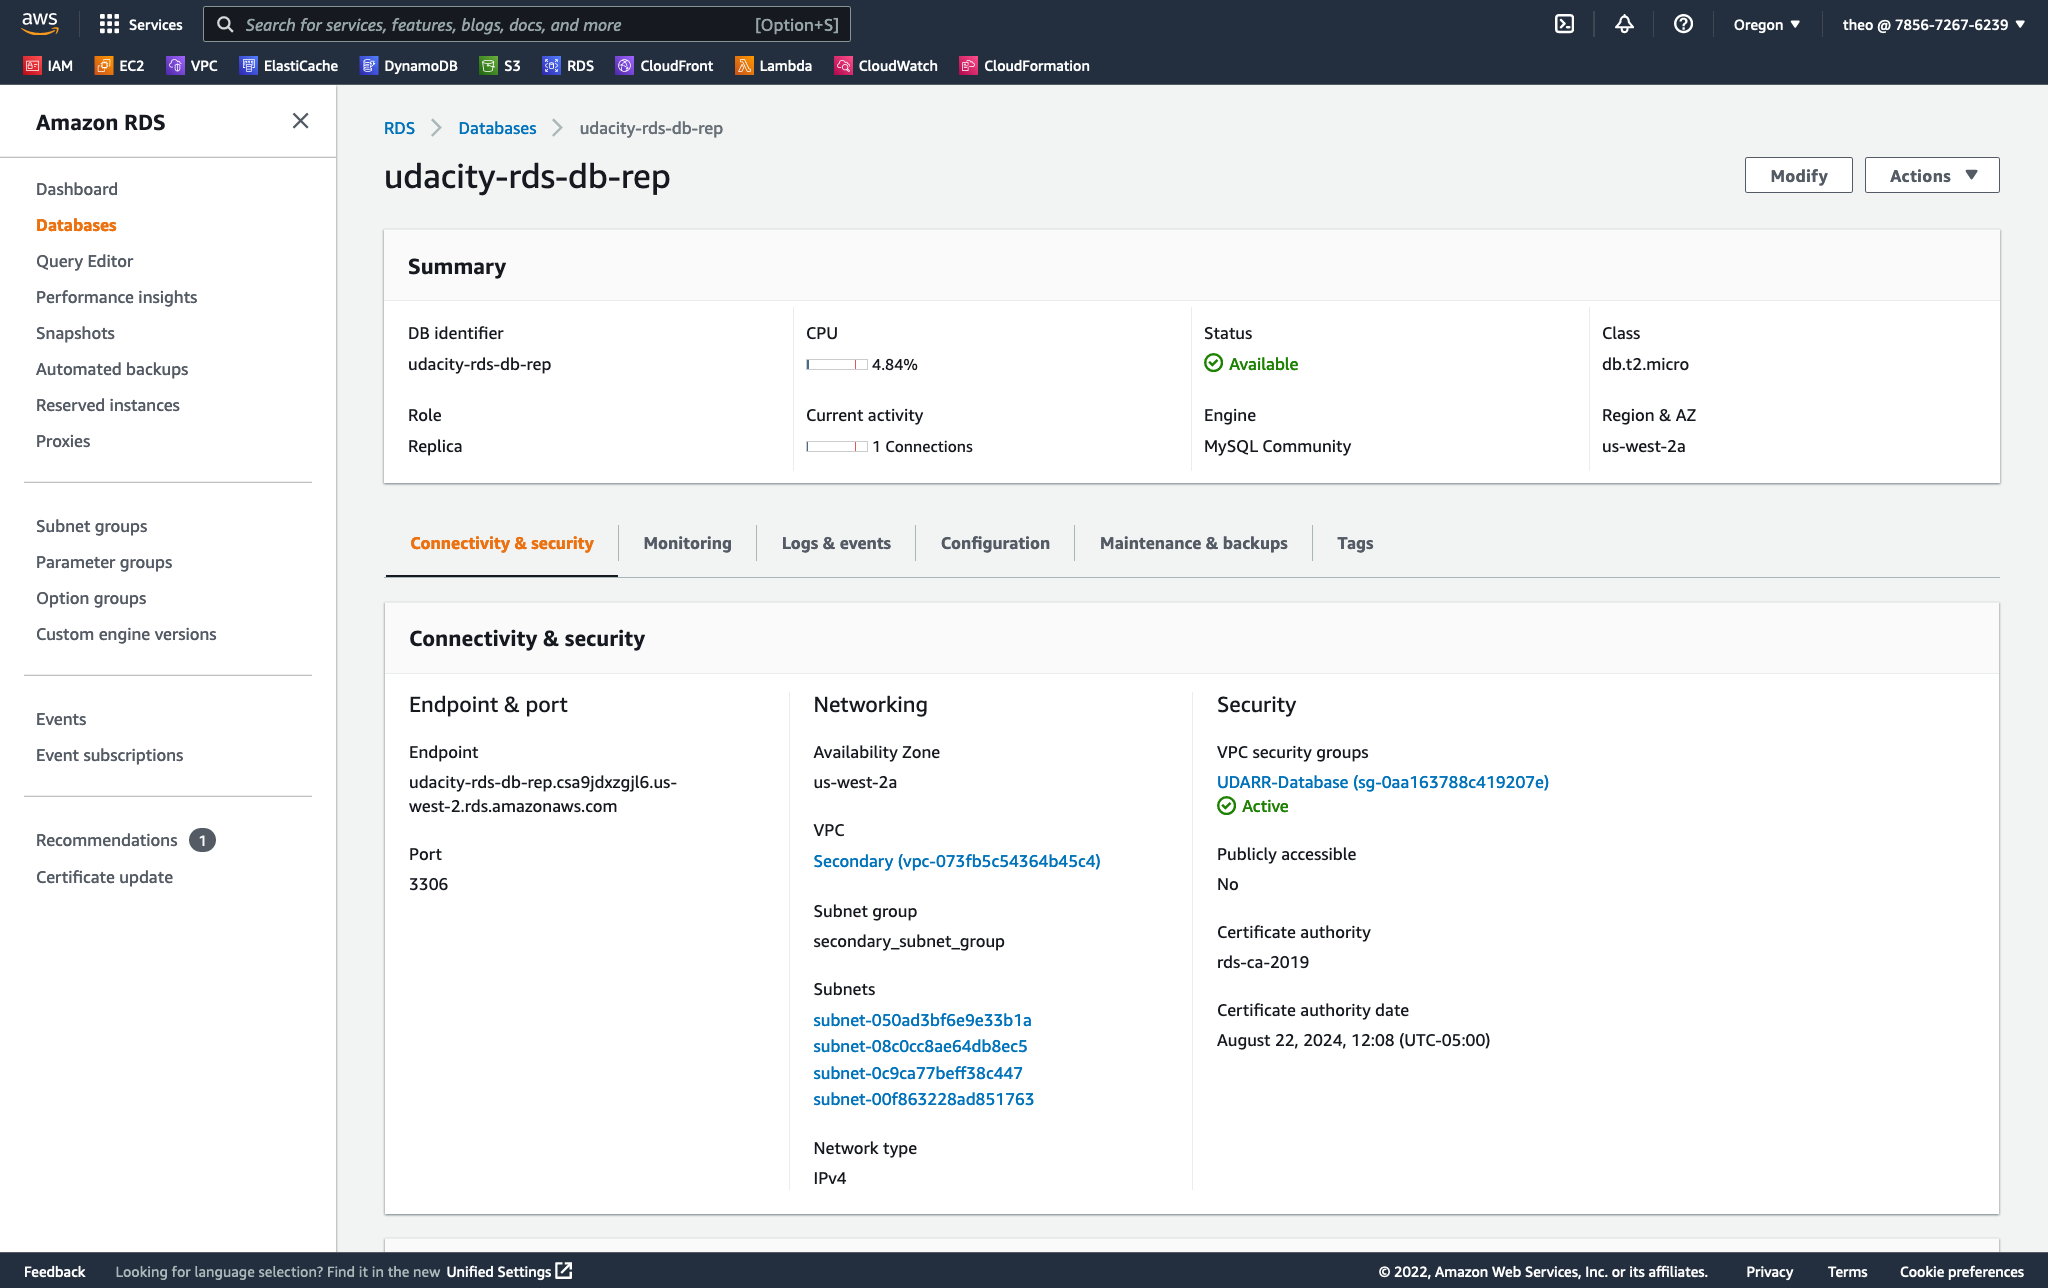 aws
Services
Search for services, features, blogs, docs, and more
[Option+S]
Oregon ▼
theo @ 7856-7267-6239 ▼
IAM
EC2
VPC
ElastiCache
DynamoDB
S3
RDS
CloudFront
Lambda
CloudWatch
CloudFormation
Amazon RDS
Dashboard
Databases
Query Editor
Performance insights
Snapshots
Automated backups
Reserved instances
Proxies
Subnet groups
Parameter groups
Option groups
Custom engine versions
Events
Event subscriptions
Recommendations 1
Certificate update
RDS > Databases > udacity-rds-db-rep
udacity-rds-db-rep
Modify
Actions ▼
Summary
DB identifier
udacity-rds-db-rep
CPU
4.84%
Status
Available
Class
db.t2.micro
Role
Replica
Current activity
1 Connections
Engine
MySQL Community
Region & AZ
us-west-2a
Connectivity & security
Monitoring
Logs & events
Configuration
Maintenance & backups
Tags
Connectivity & security
Endpoint & port
Endpoint
udacity-rds-db-rep.csa9jdxzgjl6.us-
west-2.rds.amazonaws.com
Port
3306
Networking
Availability Zone
us-west-2a
VPC
Secondary (vpc-073fb5c54364b45c4)
Subnet group
secondary_subnet_group
Subnets
subnet-050ad3bf6e9e33b1a
subnet-08c0cc8ae64db8ec5
subnet-0c9ca77beff38c447
subnet-00f863228ad851763
Network type
IPv4
Security
VPC security groups
UDARR-Database (sg-0aa163788c419207e)
Active
Publicly accessible
No
Certificate authority
rds-ca-2019
Certificate authority date
August 22, 2024, 12:08 (UTC-05:00)
Feedback
Looking for language selection? Find it in the new Unified Settings
© 2022, Amazon Web Services, Inc. or its affiliates.
Privacy
Terms
Cookie preferences